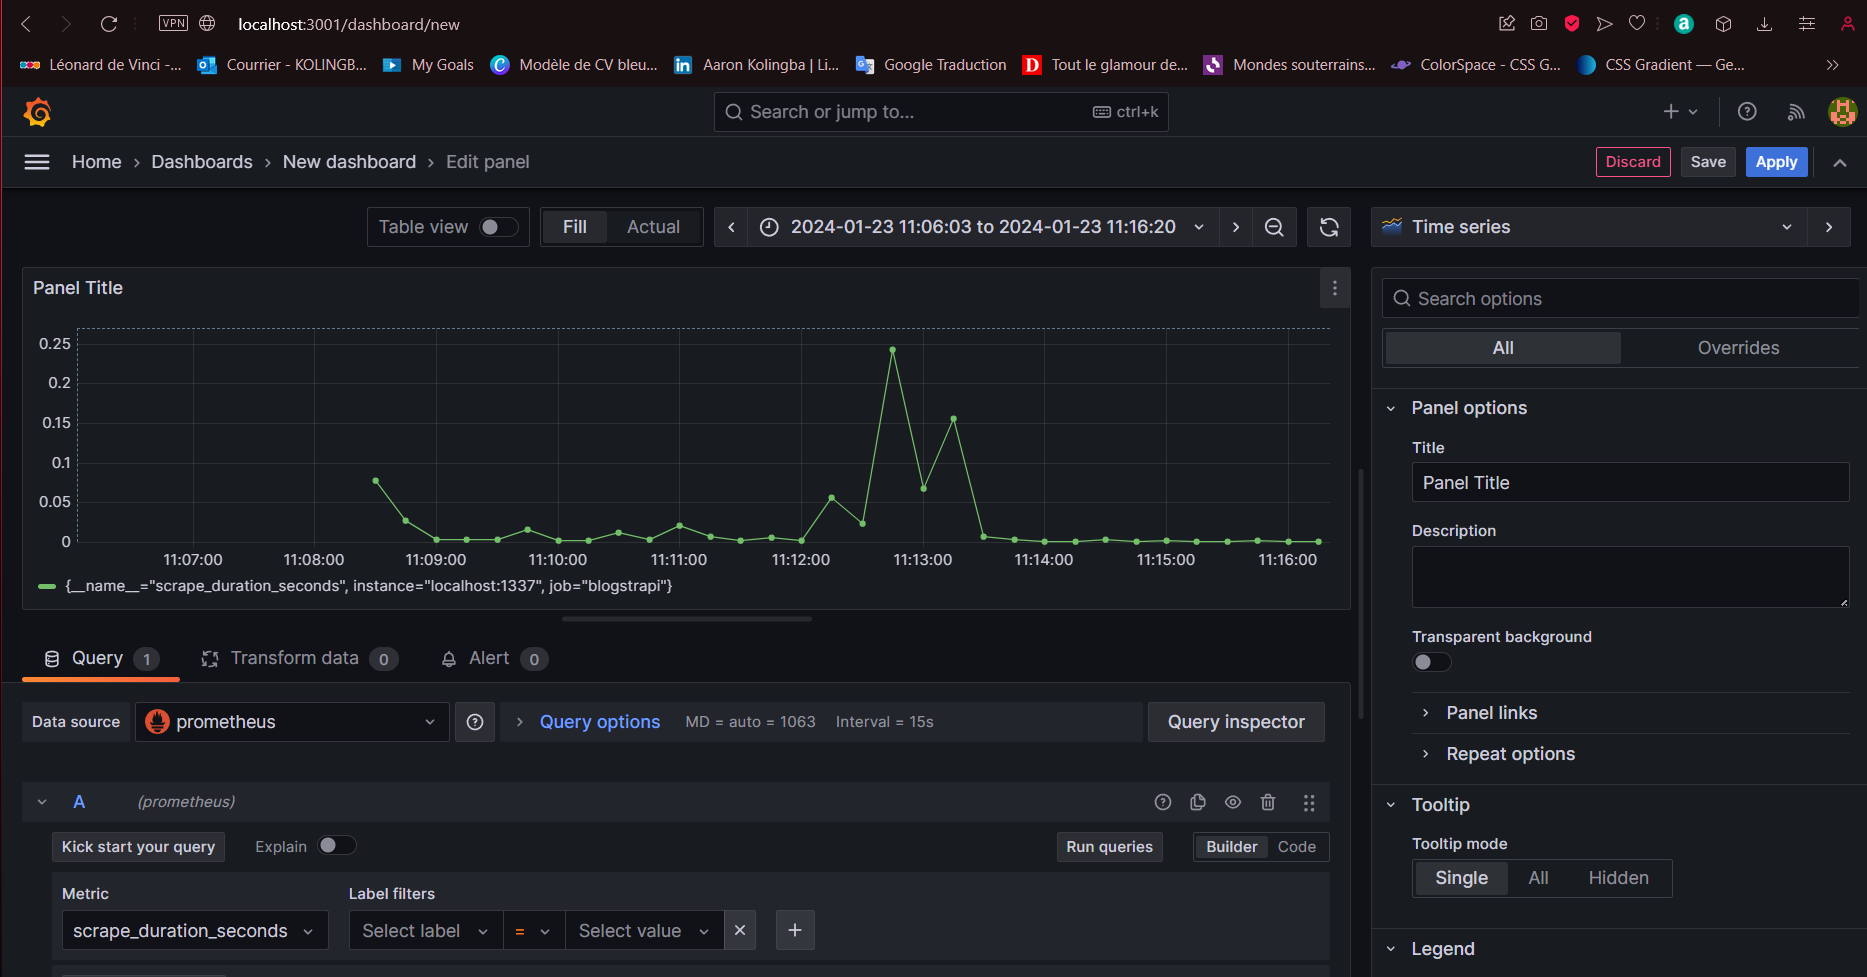 VPN localhost:3001/dashboard/new
Léonard de Vinci -... Courrier - KOLINGB... My Goals Modèle de CV bleu... Aaron Kolingba | Li... Google Traduction Tout le glamour de... Mondes souterrains... ColorSpace - CSS G... CSS Gradient — Ge...
Search or jump to... ctrl+k
Home Dashboards New dashboard Edit panel Discard Save Apply
Table view Fill Actual 2024-01-23 11:06:03 to 2024-01-23 11:16:20 Time series
Panel Title
Search options
All Overrides
0.25
0.2
0.15
0.1
0.05
0
11:07:00 11:08:00 11:09:00 11:10:00 11:11:00 11:12:00 11:13:00 11:14:00 11:15:00 11:16:00
{__name__="scrape_duration_seconds", instance="localhost:1337", job="blogstrapi"}
Panel options
Title
Panel Title
Description
Transparent background
Panel links
Repeat options
Tooltip
Tooltip mode
Single All Hidden
Legend
Query 1 Transform data 0 Alert 0
Data source prometheus Query options MD = auto = 1063 Interval = 15s Query inspector
A (prometheus)
Kick start your query Explain Run queries Builder Code
Metric Label filters
scrape_duration_seconds Select label = Select value